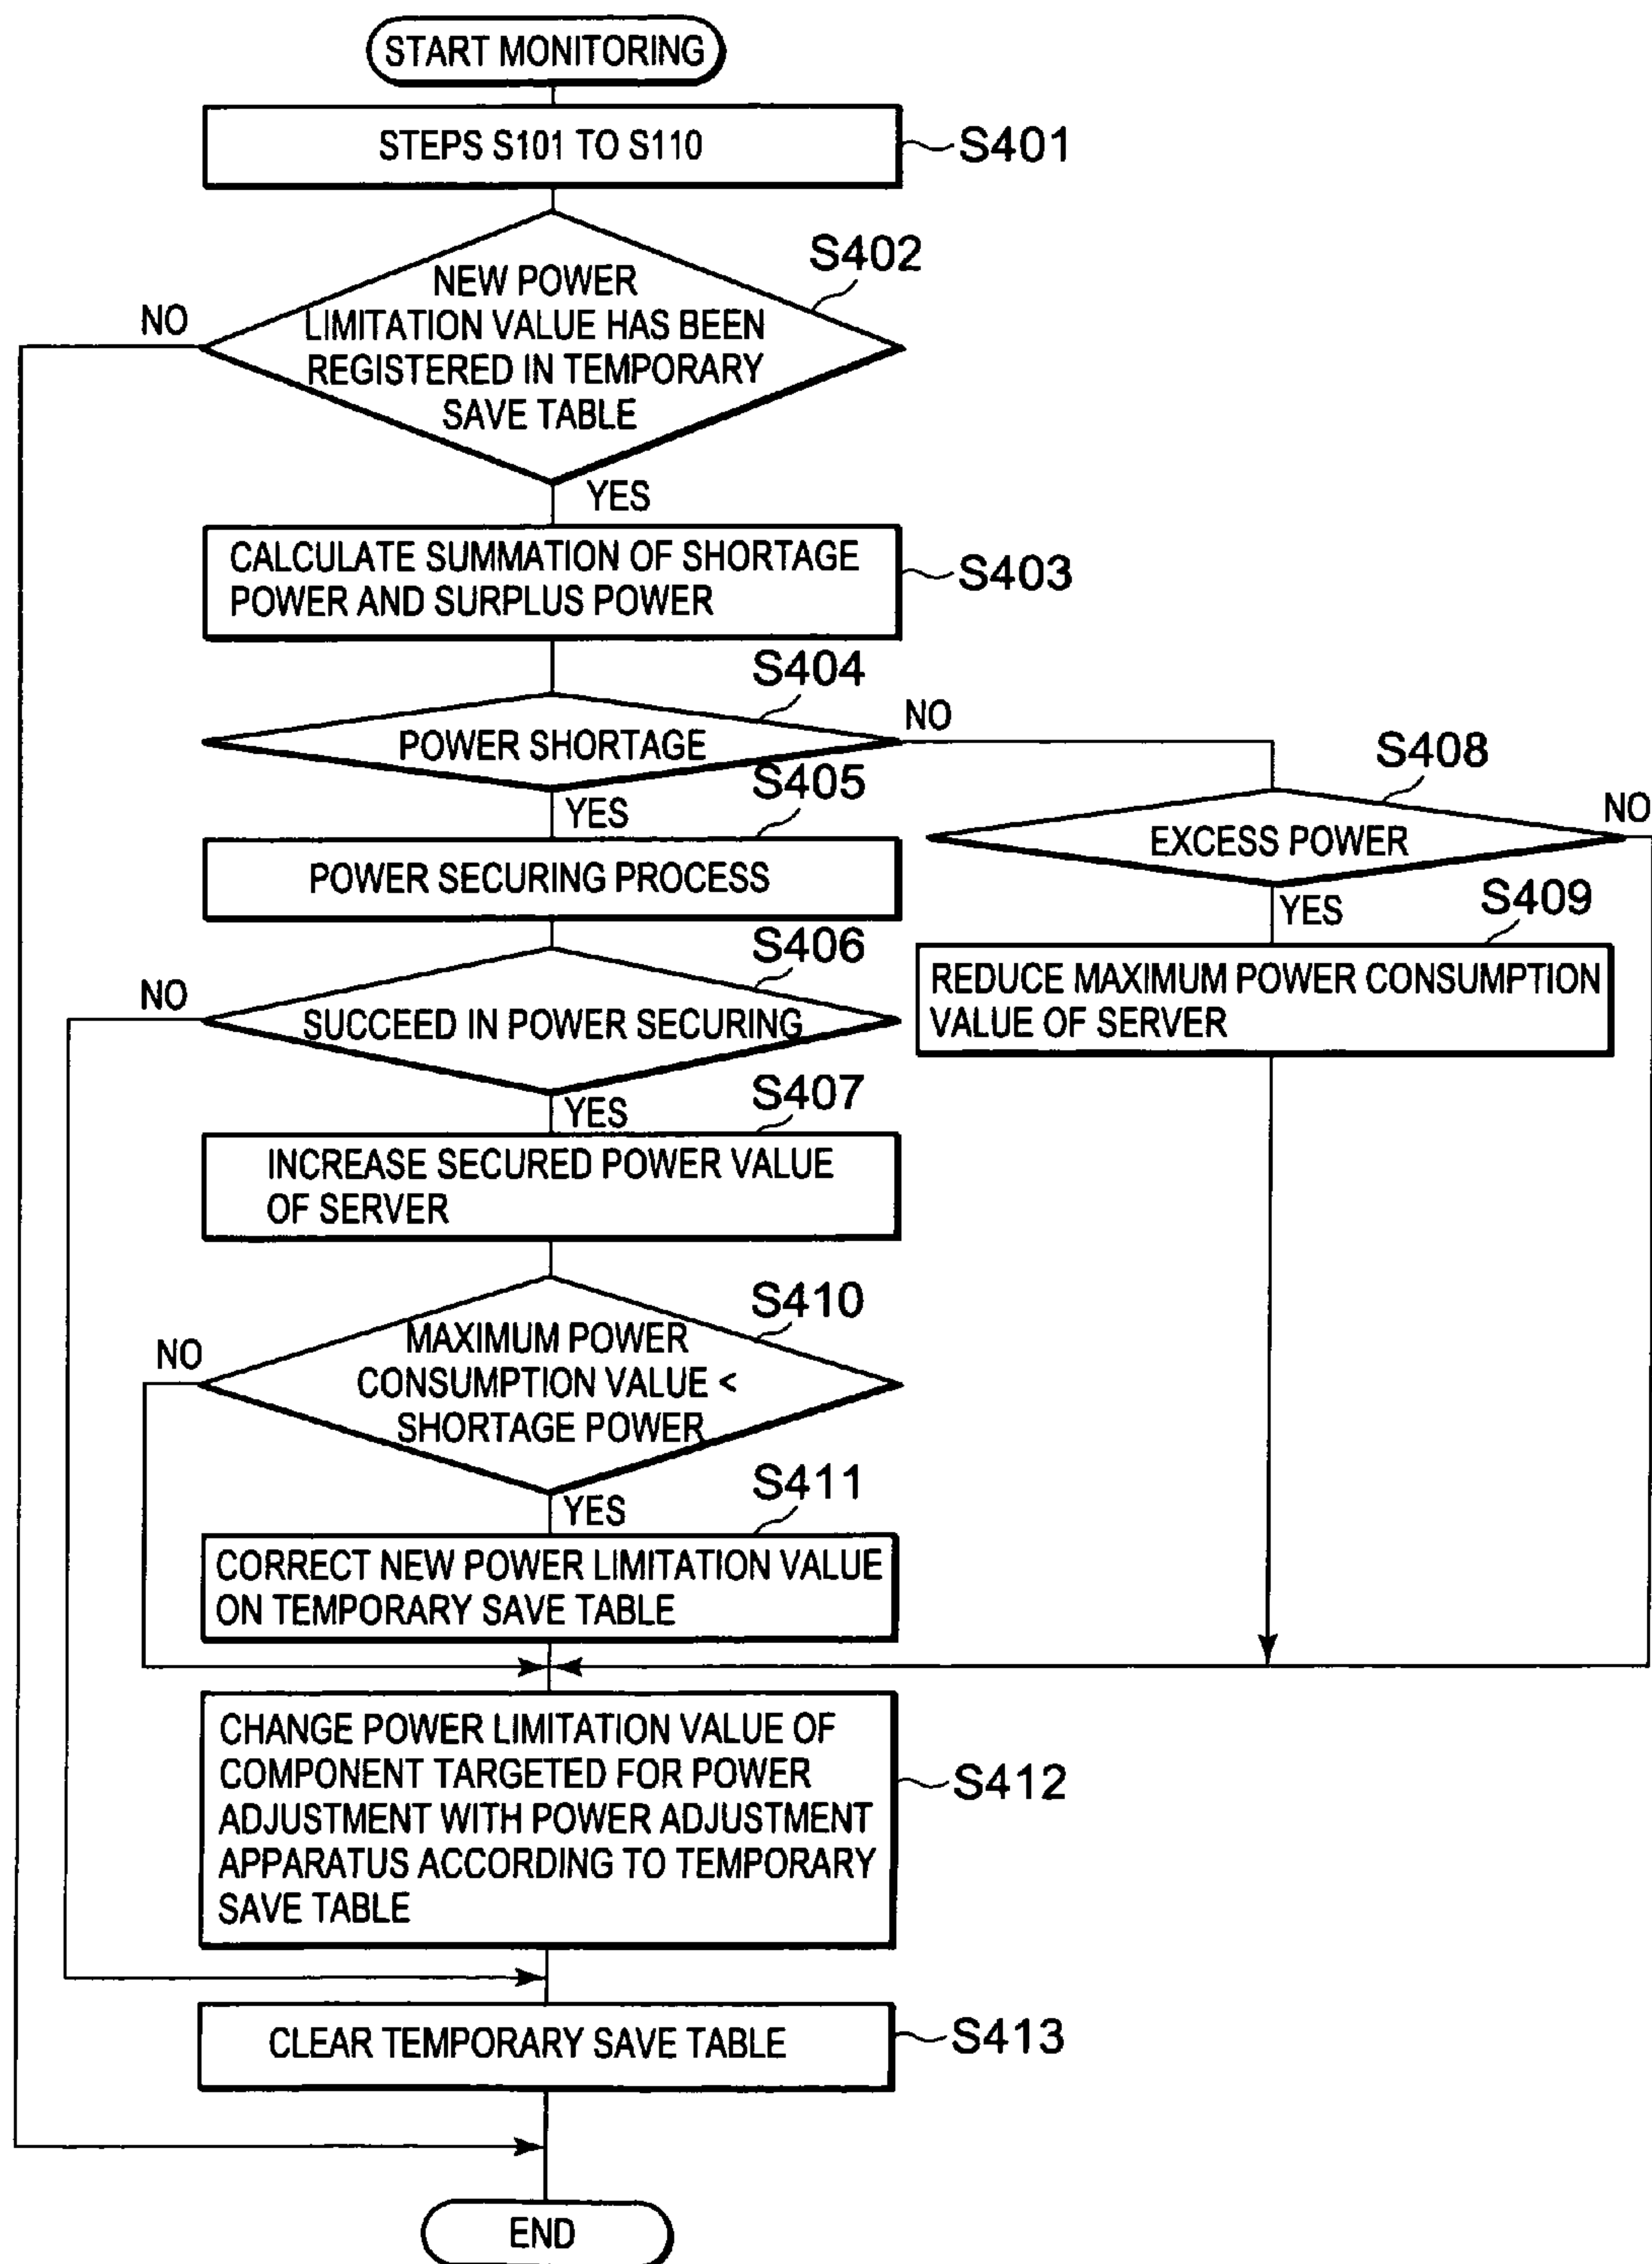 START MONITORING
STEPS S101 TO S110
S401
S402
NEW POWER
LIMITATION VALUE HAS BEEN
REGISTERED IN TEMPORARY
SAVE TABLE
NO
YES
CALCULATE SUMMATION OF SHORTAGE
POWER AND SURPLUS POWER
S403
S404
POWER SHORTAGE
NO
YES
S405
POWER SECURING PROCESS
S408
EXCESS POWER
NO
YES
S409
REDUCE MAXIMUM POWER CONSUMPTION
VALUE OF SERVER
S406
SUCCEED IN POWER SECURING
NO
YES
S407
INCREASE SECURED POWER VALUE
OF SERVER
S410
MAXIMUM POWER
CONSUMPTION VALUE <
SHORTAGE POWER
NO
YES
S411
CORRECT NEW POWER LIMITATION VALUE
ON TEMPORARY SAVE TABLE
CHANGE POWER LIMITATION VALUE OF
COMPONENT TARGETED FOR POWER
ADJUSTMENT WITH POWER ADJUSTMENT
APPARATUS ACCORDING TO TEMPORARY
SAVE TABLE
S412
CLEAR TEMPORARY SAVE TABLE
S413
END